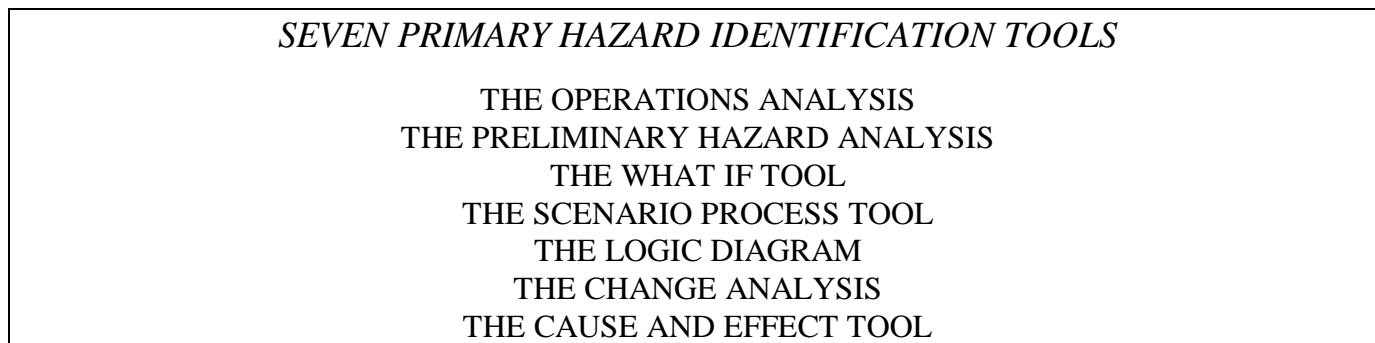 SEVEN PRIMARY HAZARD IDENTIFICATION TOOLS
THE OPERATIONS ANALYSIS
THE PRELIMINARY HAZARD ANALYSIS
THE WHAT IF TOOL
THE SCENARIO PROCESS TOOL
THE LOGIC DIAGRAM
THE CHANGE ANALYSIS
THE CAUSE AND EFFECT TOOL